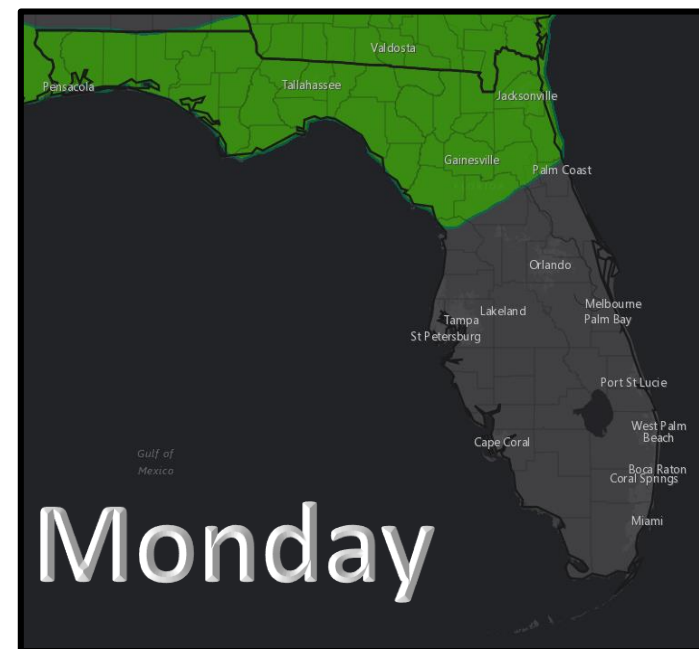 Valdosta
Pensacola
Tallahassee
Jacksonville
Gainesville
Palm Coast
Orlando
Melbourne
Palm Bay
Lakeland
Tampa
St Petersburg
Port St Lucie
West Palm
Beach
Cape Coral
Gulf of
Mexico
Boca Raton
Coral Springs
Miami
Monday